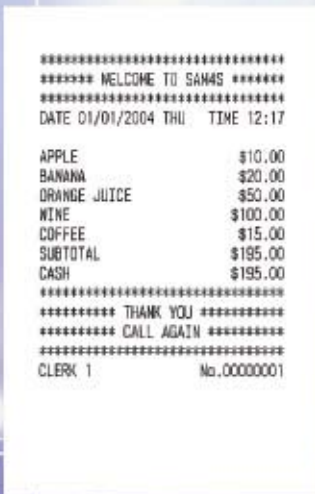 ********************************
******* WELCOME TO SAM4S *******
********************************
DATE 01/01/2004 THU TIME 12:17
APPLE $10.00
BANANA $20.00
ORANGE JUICE $50.00
WINE $100.00
COFFEE $15.00
SUBTOTAL $195.00
CASH $195.00
********************************
********** THANK YOU ***********
********** CALL AGAIN **********
********************************
CLERK 1 No.00000001